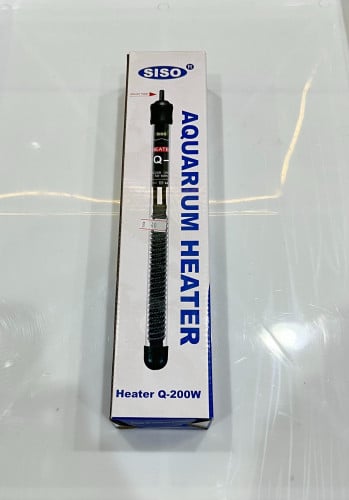 SISO ®
AQUARIUM HEATER
Q-
Heater Q-200W